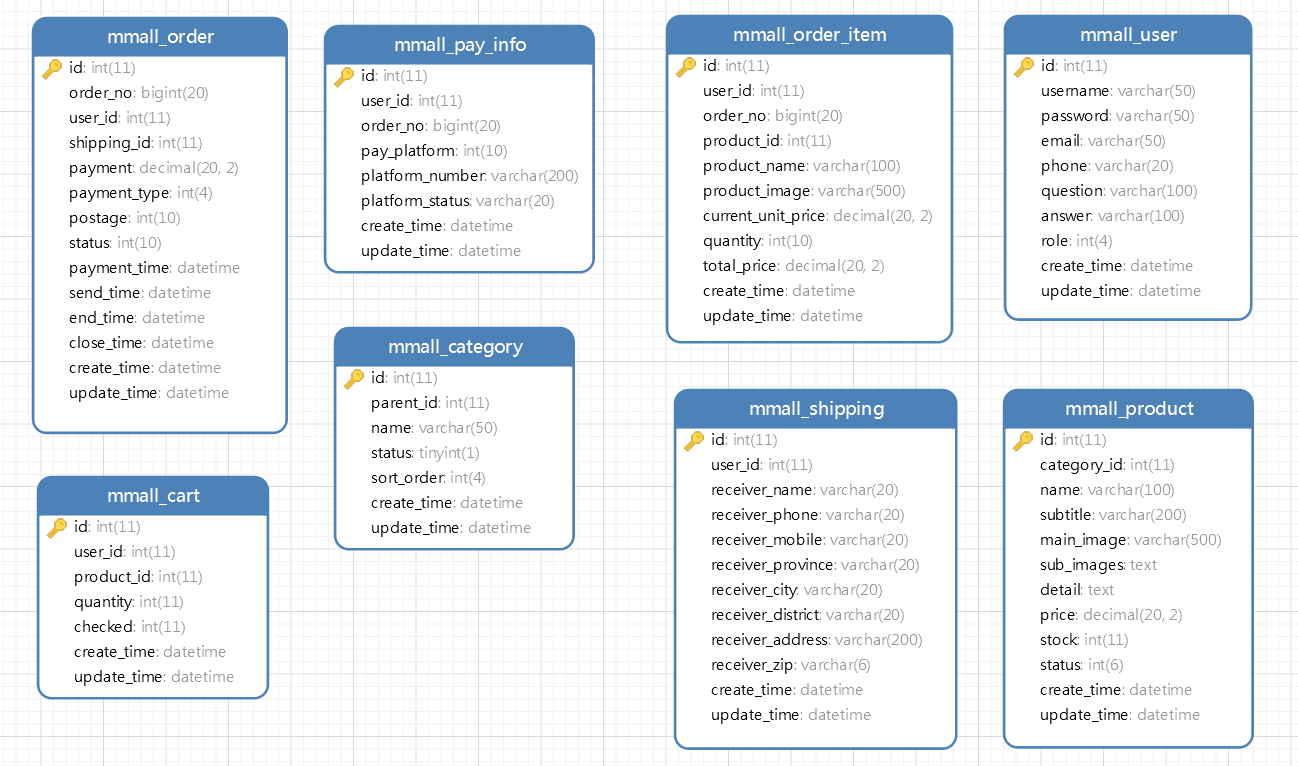 mmall_order
id: int(11)
order_no: bigint(20)
user_id: int(11)
shipping_id: int(11)
payment: decimal(20, 2)
payment_type: int(4)
postage: int(10)
status: int(10)
payment_time: datetime
send_time: datetime
end_time: datetime
close_time: datetime
create_time: datetime
update_time: datetime
mmall_pay_info
id: int(11)
user_id: int(11)
order_no: bigint(20)
pay_platform: int(10)
platform_number: varchar(200)
platform_status: varchar(20)
create_time: datetime
update_time: datetime
mmall_order_item
id: int(11)
user_id: int(11)
order_no: bigint(20)
product_id: int(11)
product_name: varchar(100)
product_image: varchar(500)
current_unit_price: decimal(20, 2)
quantity: int(10)
total_price: decimal(20, 2)
create_time: datetime
update_time: datetime
mmall_user
id: int(11)
username: varchar(50)
password: varchar(50)
email: varchar(50)
phone: varchar(20)
question: varchar(100)
answer: varchar(100)
role: int(4)
create_time: datetime
update_time: datetime
mmall_category
id: int(11)
parent_id: int(11)
name: varchar(50)
status: tinyint(1)
sort_order: int(4)
create_time: datetime
update_time: datetime
mmall_cart
id: int(11)
user_id: int(11)
product_id: int(11)
quantity: int(11)
checked: int(11)
create_time: datetime
update_time: datetime
mmall_shipping
id: int(11)
user_id: int(11)
receiver_name: varchar(20)
receiver_phone: varchar(20)
receiver_mobile: varchar(20)
receiver_province: varchar(20)
receiver_city: varchar(20)
receiver_district: varchar(20)
receiver_address: varchar(200)
receiver_zip: varchar(6)
create_time: datetime
update_time: datetime
mmall_product
id: int(11)
category_id: int(11)
name: varchar(100)
subtitle: varchar(200)
main_image: varchar(500)
sub_images: text
detail: text
price: decimal(20, 2)
stock: int(11)
status: int(6)
create_time: datetime
update_time: datetime